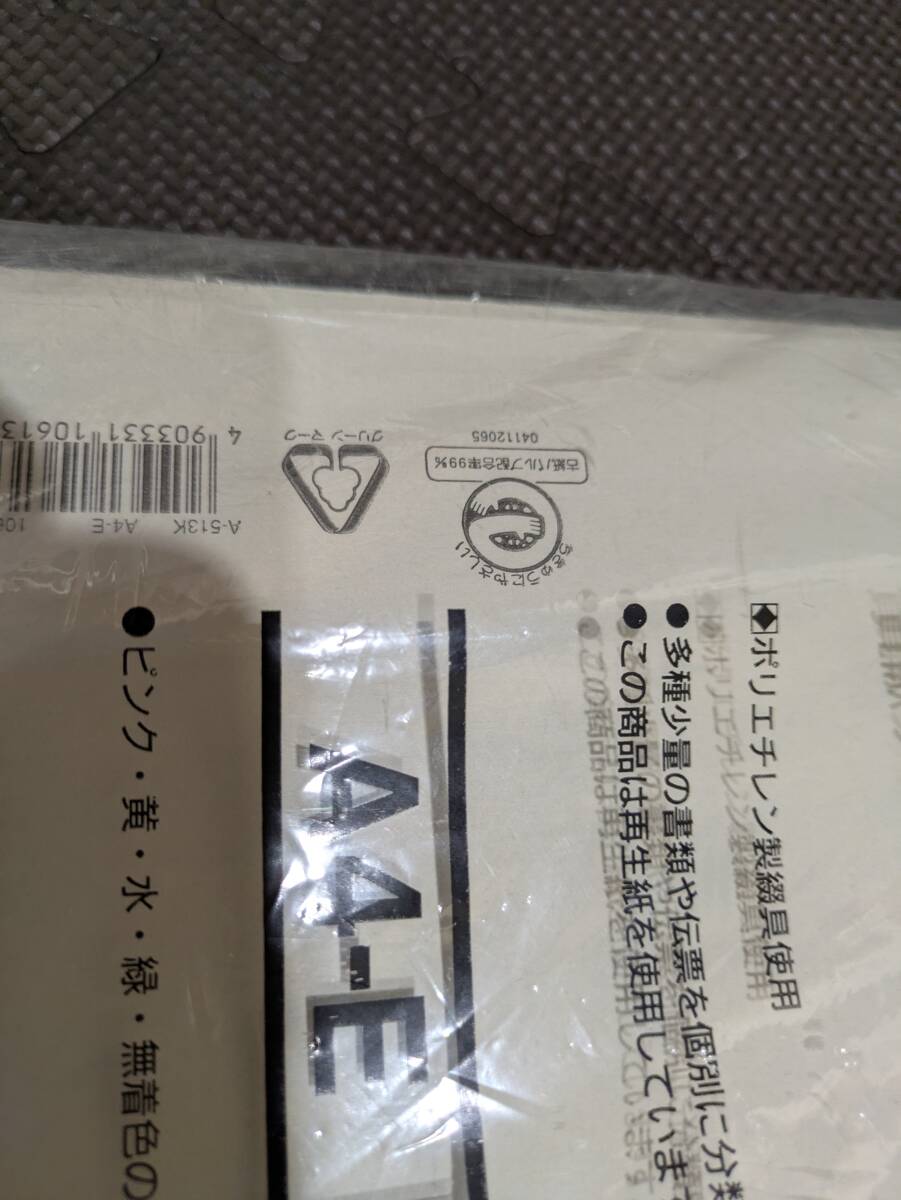 ◆ポリエチレン製綴具使用
●多種少量の書類や伝票を個別に分類
●この商品は再生紙を使用していま
A4-E
●ピンク・黄・水・緑・無着色の
ちきゅうにやさしい
古紙パルプ配合率99%
04112065
グリーンマーク
A-513K A4-E 106
4 903331 10613